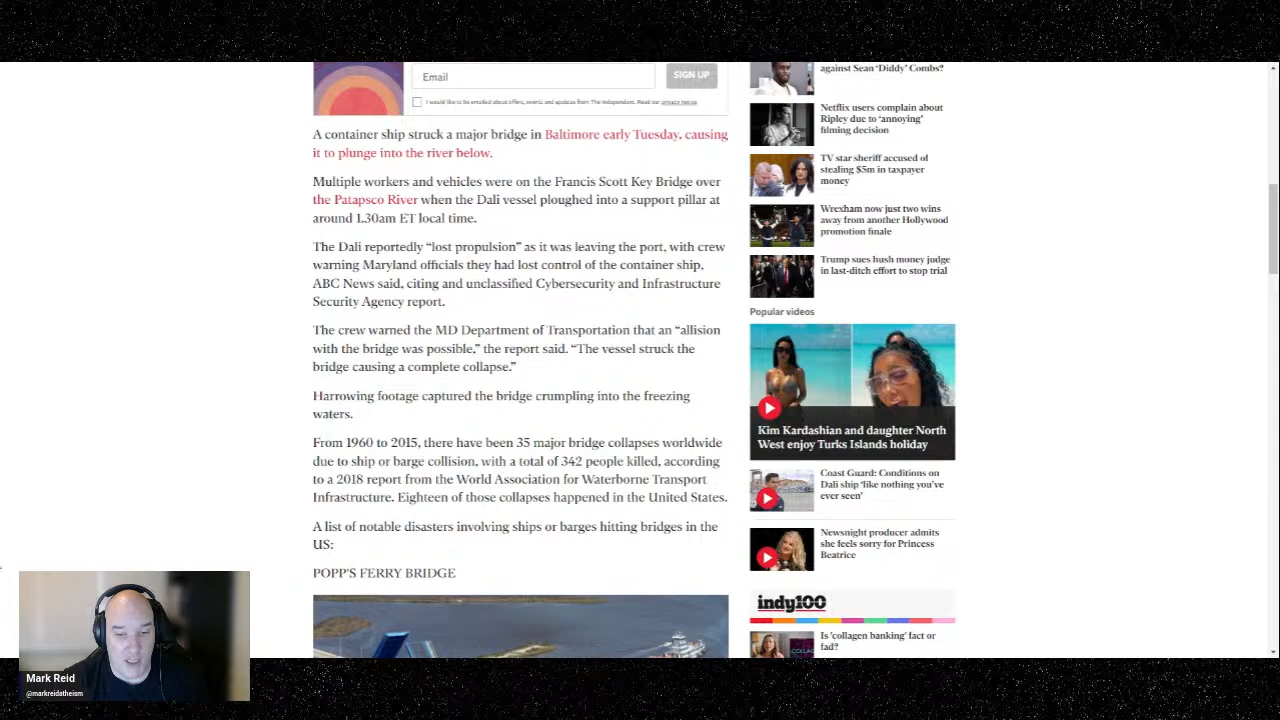 Email
SIGN UP
I would like to be emailed about offers, events and updates from The Independent. Read our privacy notice
A container ship struck a major bridge in Baltimore early Tuesday, causing
it to plunge into the river below.
Multiple workers and vehicles were on the Francis Scott Key Bridge over
the Patapsco River when the Dali vessel ploughed into a support pillar at
around 1.30am ET local time.
The Dali reportedly “lost propulsion” as it was leaving the port, with crew
warning Maryland officials they had lost control of the container ship,
ABC News said, citing and unclassified Cybersecurity and Infrastructure
Security Agency report.
The crew warned the MD Department of Transportation that an “allision
with the bridge was possible,” the report said. “The vessel struck the
bridge causing a complete collapse.”
Harrowing footage captured the bridge crumpling into the freezing
waters.
From 1960 to 2015, there have been 35 major bridge collapses worldwide
due to ship or barge collision, with a total of 342 people killed, according
to a 2018 report from the World Association for Waterborne Transport
Infrastructure. Eighteen of those collapses happened in the United States.
A list of notable disasters involving ships or barges hitting bridges in the
US:
POPP'S FERRY BRIDGE
against Sean ‘Diddy’ Combs?
Netflix users complain about
Ripley due to ‘annoying’
filming decision
TV star sheriff accused of
stealing $5m in taxpayer
money
Wrexham now just two wins
away from another Hollywood
promotion finale
Trump sues hush money judge
in last-ditch effort to stop trial
Popular videos
Kim Kardashian and daughter North
West enjoy Turks Islands holiday
Coast Guard: Conditions on
Dali ship ‘like nothing you’ve
ever seen’
Newsnight producer admits
she feels sorry for Princess
Beatrice
indy100
Is ‘collagen banking’ fact or
fad?
Mark Reid
@markreidatheism